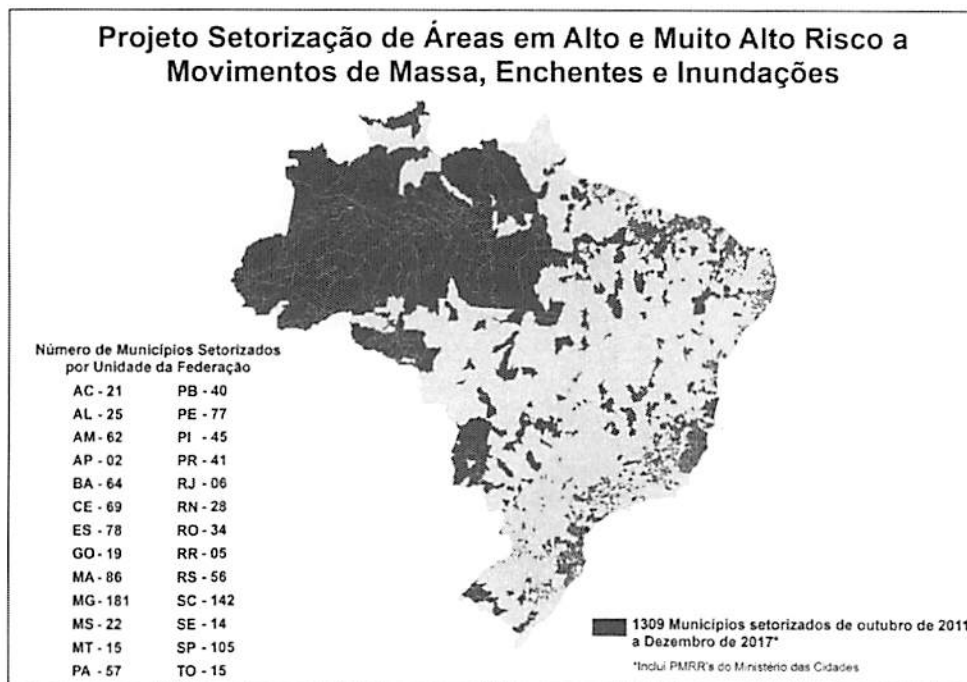 Projeto Setorização de Áreas em Alto e Muito Alto Risco a
Movimentos de Massa, Enchentes e Inundações
Número de Municípios Setorizados
por Unidade da Federação
AC - 21 PB - 40
AL - 25 PE - 77
AM - 62 PI - 45
AP - 02 PR - 41
BA - 64 RJ - 06
CE - 69 RN - 28
ES - 78 RO - 34
GO - 19 RR - 05
MA - 86 RS - 56
MG - 181 SC - 142
MS - 22 SE - 14
MT - 15 SP - 105
PA - 57 TO - 15
1309 Municípios setorizados de outubro de 2011
a Dezembro de 2017*
*Inclui PMRR's do Ministério das Cidades